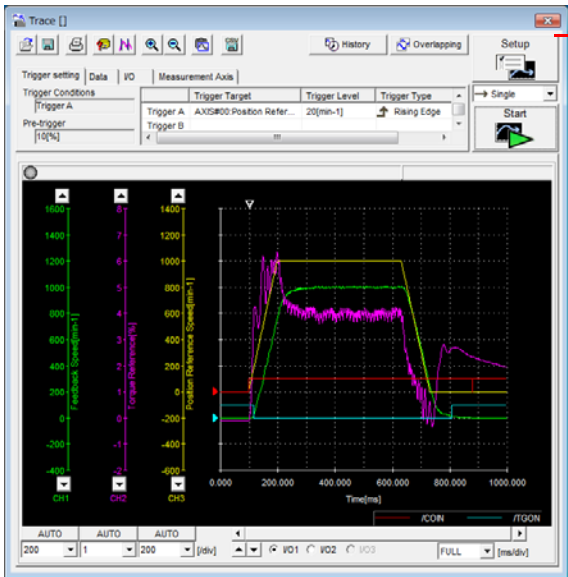 Trace []
History Overlapping Setup
Trigger setting Data I/O Measurement Axis
Trigger Conditions
Trigger A
Pre-trigger
10[%]
Trigger Target Trigger Level Trigger Type
Trigger A AXIS#00:Position Refer... 20[min-1] Rising Edge
Trigger B
Single
Start
1600 8 1400
1400 7 1200
1200 6 1000
1000 5 800
800 4 600
600 3 400
400 2 200
200 1 0
0 0 -200
-200 -1 -400
-400 -2 -600
Feedback Speed[min-1]
Torque Reference[%]
Position Reference Speed[min-1]
CH1 CH2 CH3
0.000 200.000 400.000 600.000 800.000 1000.000
Time[ms]
/COIN /TGON
AUTO AUTO AUTO
200 1 200 [/div] I/O1 I/O2 I/O3 FULL [ms/div]